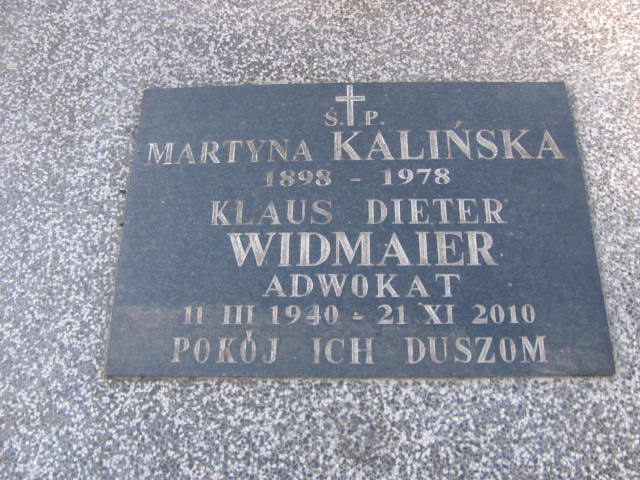 Ś.P.
MARTYNA KALIŃSKA
1898 - 1978
KLAUS DIETER
WIDMAIER
ADWOKAT
11 III 1940 - 21 XI 2010
POKÓJ ICH DUSZOM